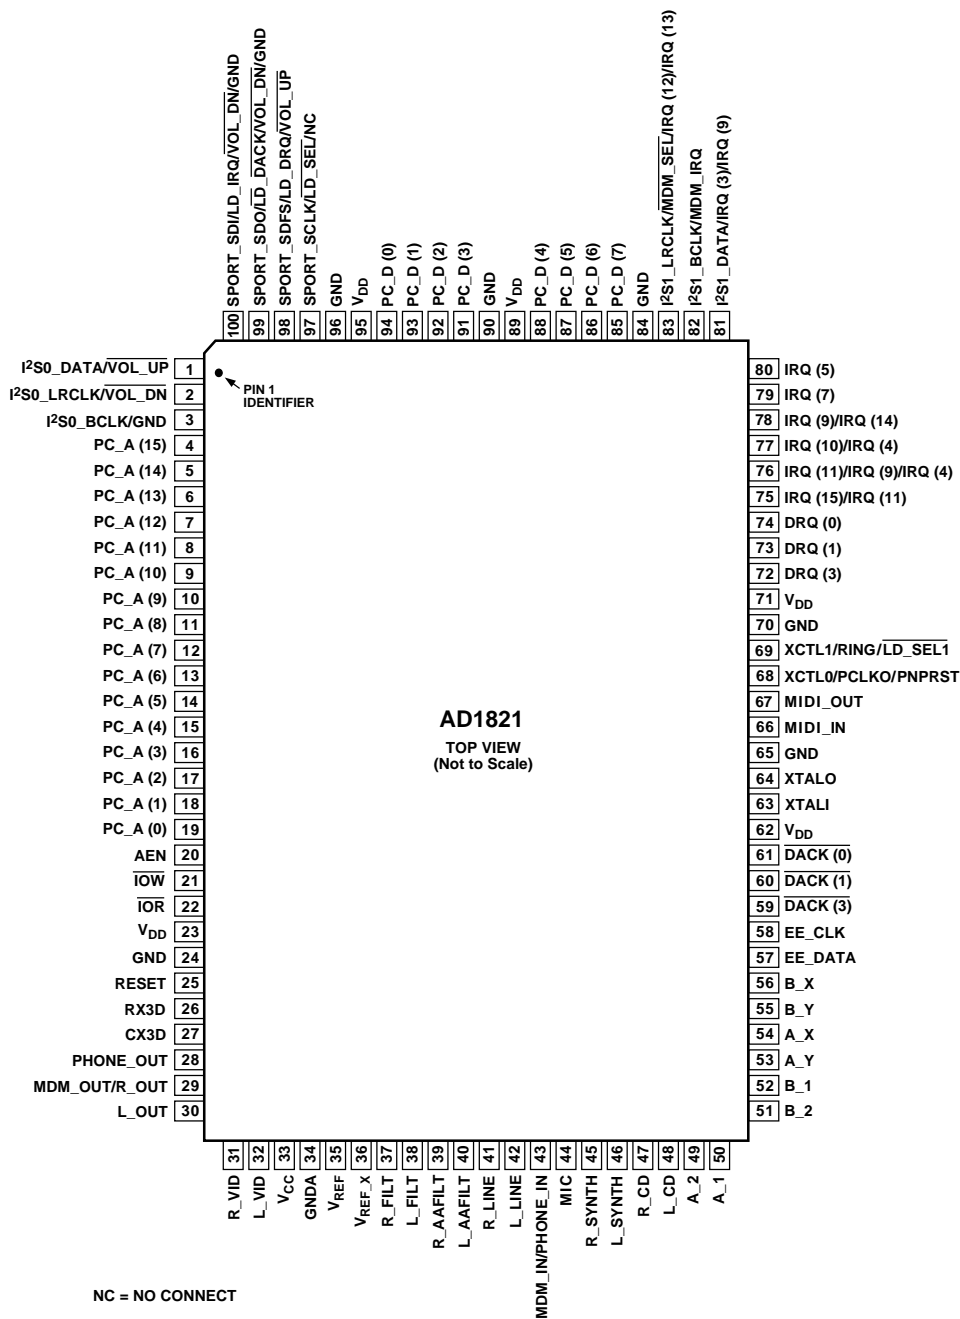 100 SPORT_SDI/LD_IRQ/VOL_DN/GND
99 SPORT_SDO/LD_DACK/VOL_DN/GND
98 SPORT_SDFS/LD_DRQ/VOL_UP
97 SPORT_SCLK/LD_SEL/NC
96 GND
95 VDD
94 PC_D (0)
93 PC_D (1)
92 PC_D (2)
91 PC_D (3)
90 GND
89 VDD
88 PC_D (4)
87 PC_D (5)
86 PC_D (6)
85 PC_D (7)
84 GND
83 I2S1_LRCLK/MDM_SEL/IRQ (12)/IRQ (13)
82 I2S1_BCLK/MDM_IRQ
81 I2S1_DATA/IRQ (3)/IRQ (9)
I2S0_DATA/VOL_UP 1
I2S0_LRCLK/VOL_DN 2
I2S0_BCLK/GND 3
PC_A (15) 4
PC_A (14) 5
PC_A (13) 6
PC_A (12) 7
PC_A (11) 8
PC_A (10) 9
PC_A (9) 10
PC_A (8) 11
PC_A (7) 12
PC_A (6) 13
PC_A (5) 14
PC_A (4) 15
PC_A (3) 16
PC_A (2) 17
PC_A (1) 18
PC_A (0) 19
AEN 20
IOW 21
IOR 22
VDD 23
GND 24
RESET 25
RX3D 26
CX3D 27
PHONE_OUT 28
MDM_OUT/R_OUT 29
L_OUT 30
PIN 1
IDENTIFIER
AD1821
TOP VIEW
(Not to Scale)
80 IRQ (5)
79 IRQ (7)
78 IRQ (9)/IRQ (14)
77 IRQ (10)/IRQ (4)
76 IRQ (11)/IRQ (9)/IRQ (4)
75 IRQ (15)/IRQ (11)
74 DRQ (0)
73 DRQ (1)
72 DRQ (3)
71 VDD
70 GND
69 XCTL1/RING/LD_SEL1
68 XCTL0/PCLKO/PNPRST
67 MIDI_OUT
66 MIDI_IN
65 GND
64 XTALO
63 XTALI
62 VDD
61 DACK (0)
60 DACK (1)
59 DACK (3)
58 EE_CLK
57 EE_DATA
56 B_X
55 B_Y
54 A_X
53 A_Y
52 B_1
51 B_2
R_VID 31
L_VID 32
VCC 33
GNDA 34
VREF 35
VREF_X 36
R_FILT 37
L_FILT 38
R_AAFILT 39
L_AAFILT 40
R_LINE 41
L_LINE 42
MDM_IN/PHONE_IN 43
MIC 44
R_SYNTH 45
L_SYNTH 46
R_CD 47
L_CD 48
A_2 49
A_1 50
NC = NO CONNECT